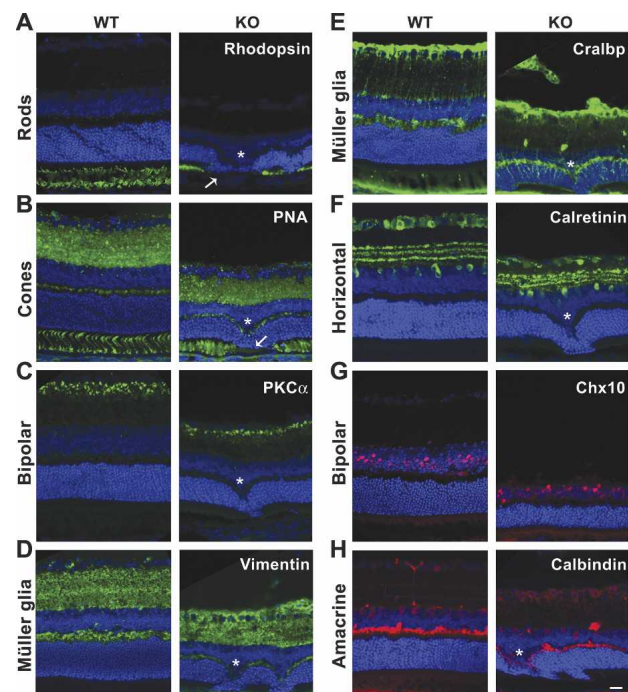 WT KO WT KO
A Rods Rhodopsin
E Müller glia Cralbp
B Cones PNA
F Horizontal Calretinin
C Bipolar PKCα
G Bipolar Chx10
D Müller glia Vimentin
H Amacrine Calbindin